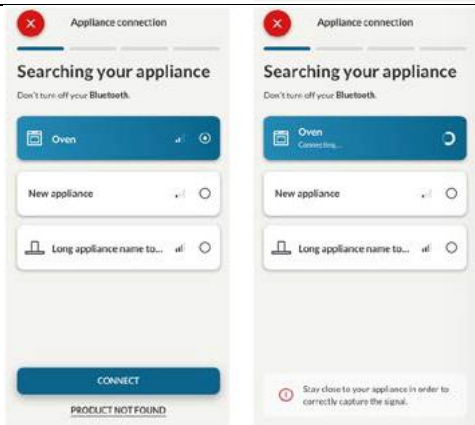 Appliance connection
Searching your appliance
Don't turn off your Bluetooth.
Oven
New appliance
Long appliance name to...
CONNECT
PRODUCT NOT FOUND
Appliance connection
Searching your appliance
Don't turn off your Bluetooth.
Oven
Connecting...
New appliance
Long appliance name to...
Stay close to your appliance in order to
correctly capture the signal.